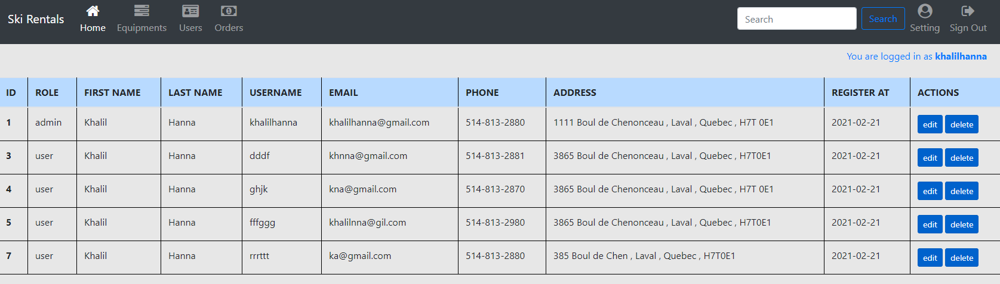 Ski Rentals Home Equipments Users Orders Search Search Setting Sign Out
You are logged in as khalilhanna
ID ROLE FIRST NAME LAST NAME USERNAME EMAIL PHONE ADDRESS REGISTER AT ACTIONS
1 admin Khalil Hanna khalilhanna khalilhanna@gmail.com 514-813-2880 1111 Boul de Chenonceau , Laval , Quebec , H7T 0E1 2021-02-21 edit delete
3 user Khalil Hanna dddf khnna@gmail.com 514-813-2881 3865 Boul de Chenonceau , Laval , Quebec , H7T0E1 2021-02-21 edit delete
4 user Khalil Hanna ghjk kna@gmail.com 514-813-2870 3865 Boul de Chenonceau , Laval , Quebec , H7T 0E1 2021-02-21 edit delete
5 user Khalil Hanna fffggg khalilnna@gil.com 514-813-2980 3865 Boul de Chenonceau , Laval , Quebec , H7T0E1 2021-02-21 edit delete
7 user Khalil Hanna rrrttt ka@gmail.com 514-813-2880 385 Boul de Chen , Laval , Quebec , H7T0E1 2021-02-21 edit delete